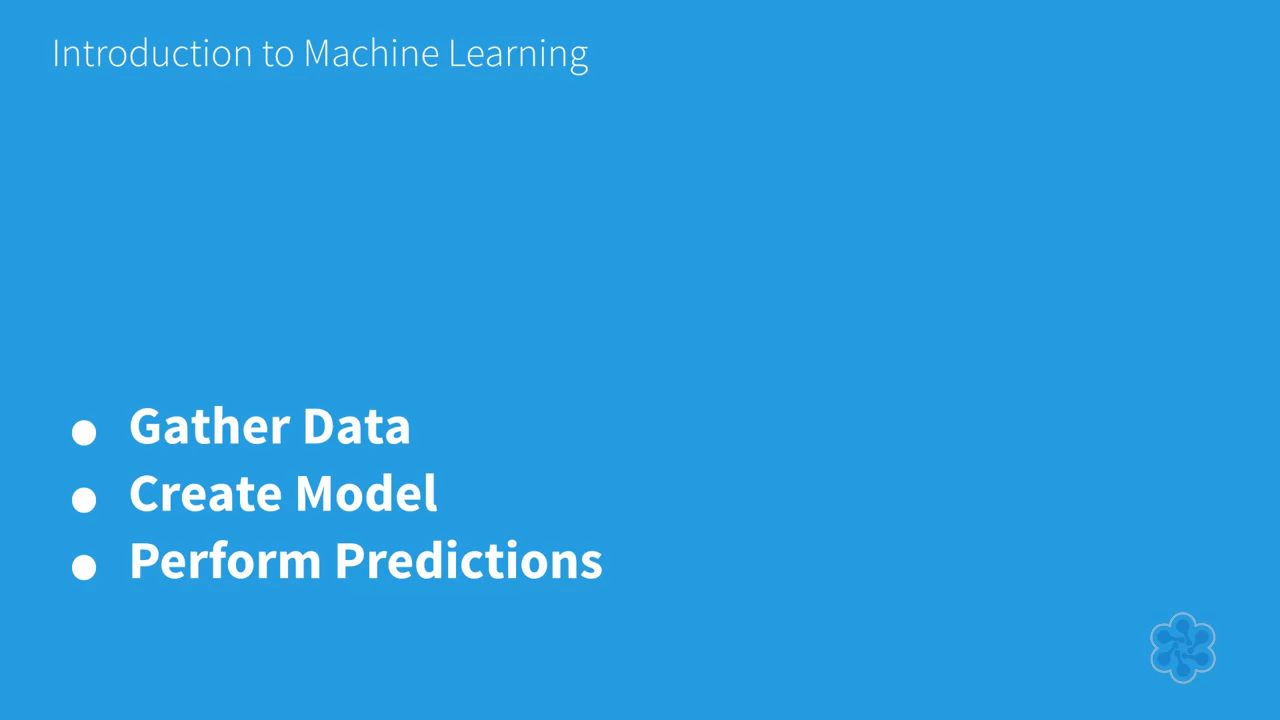 Introduction to Machine Learning
• Gather Data
• Create Model
• Perform Predictions